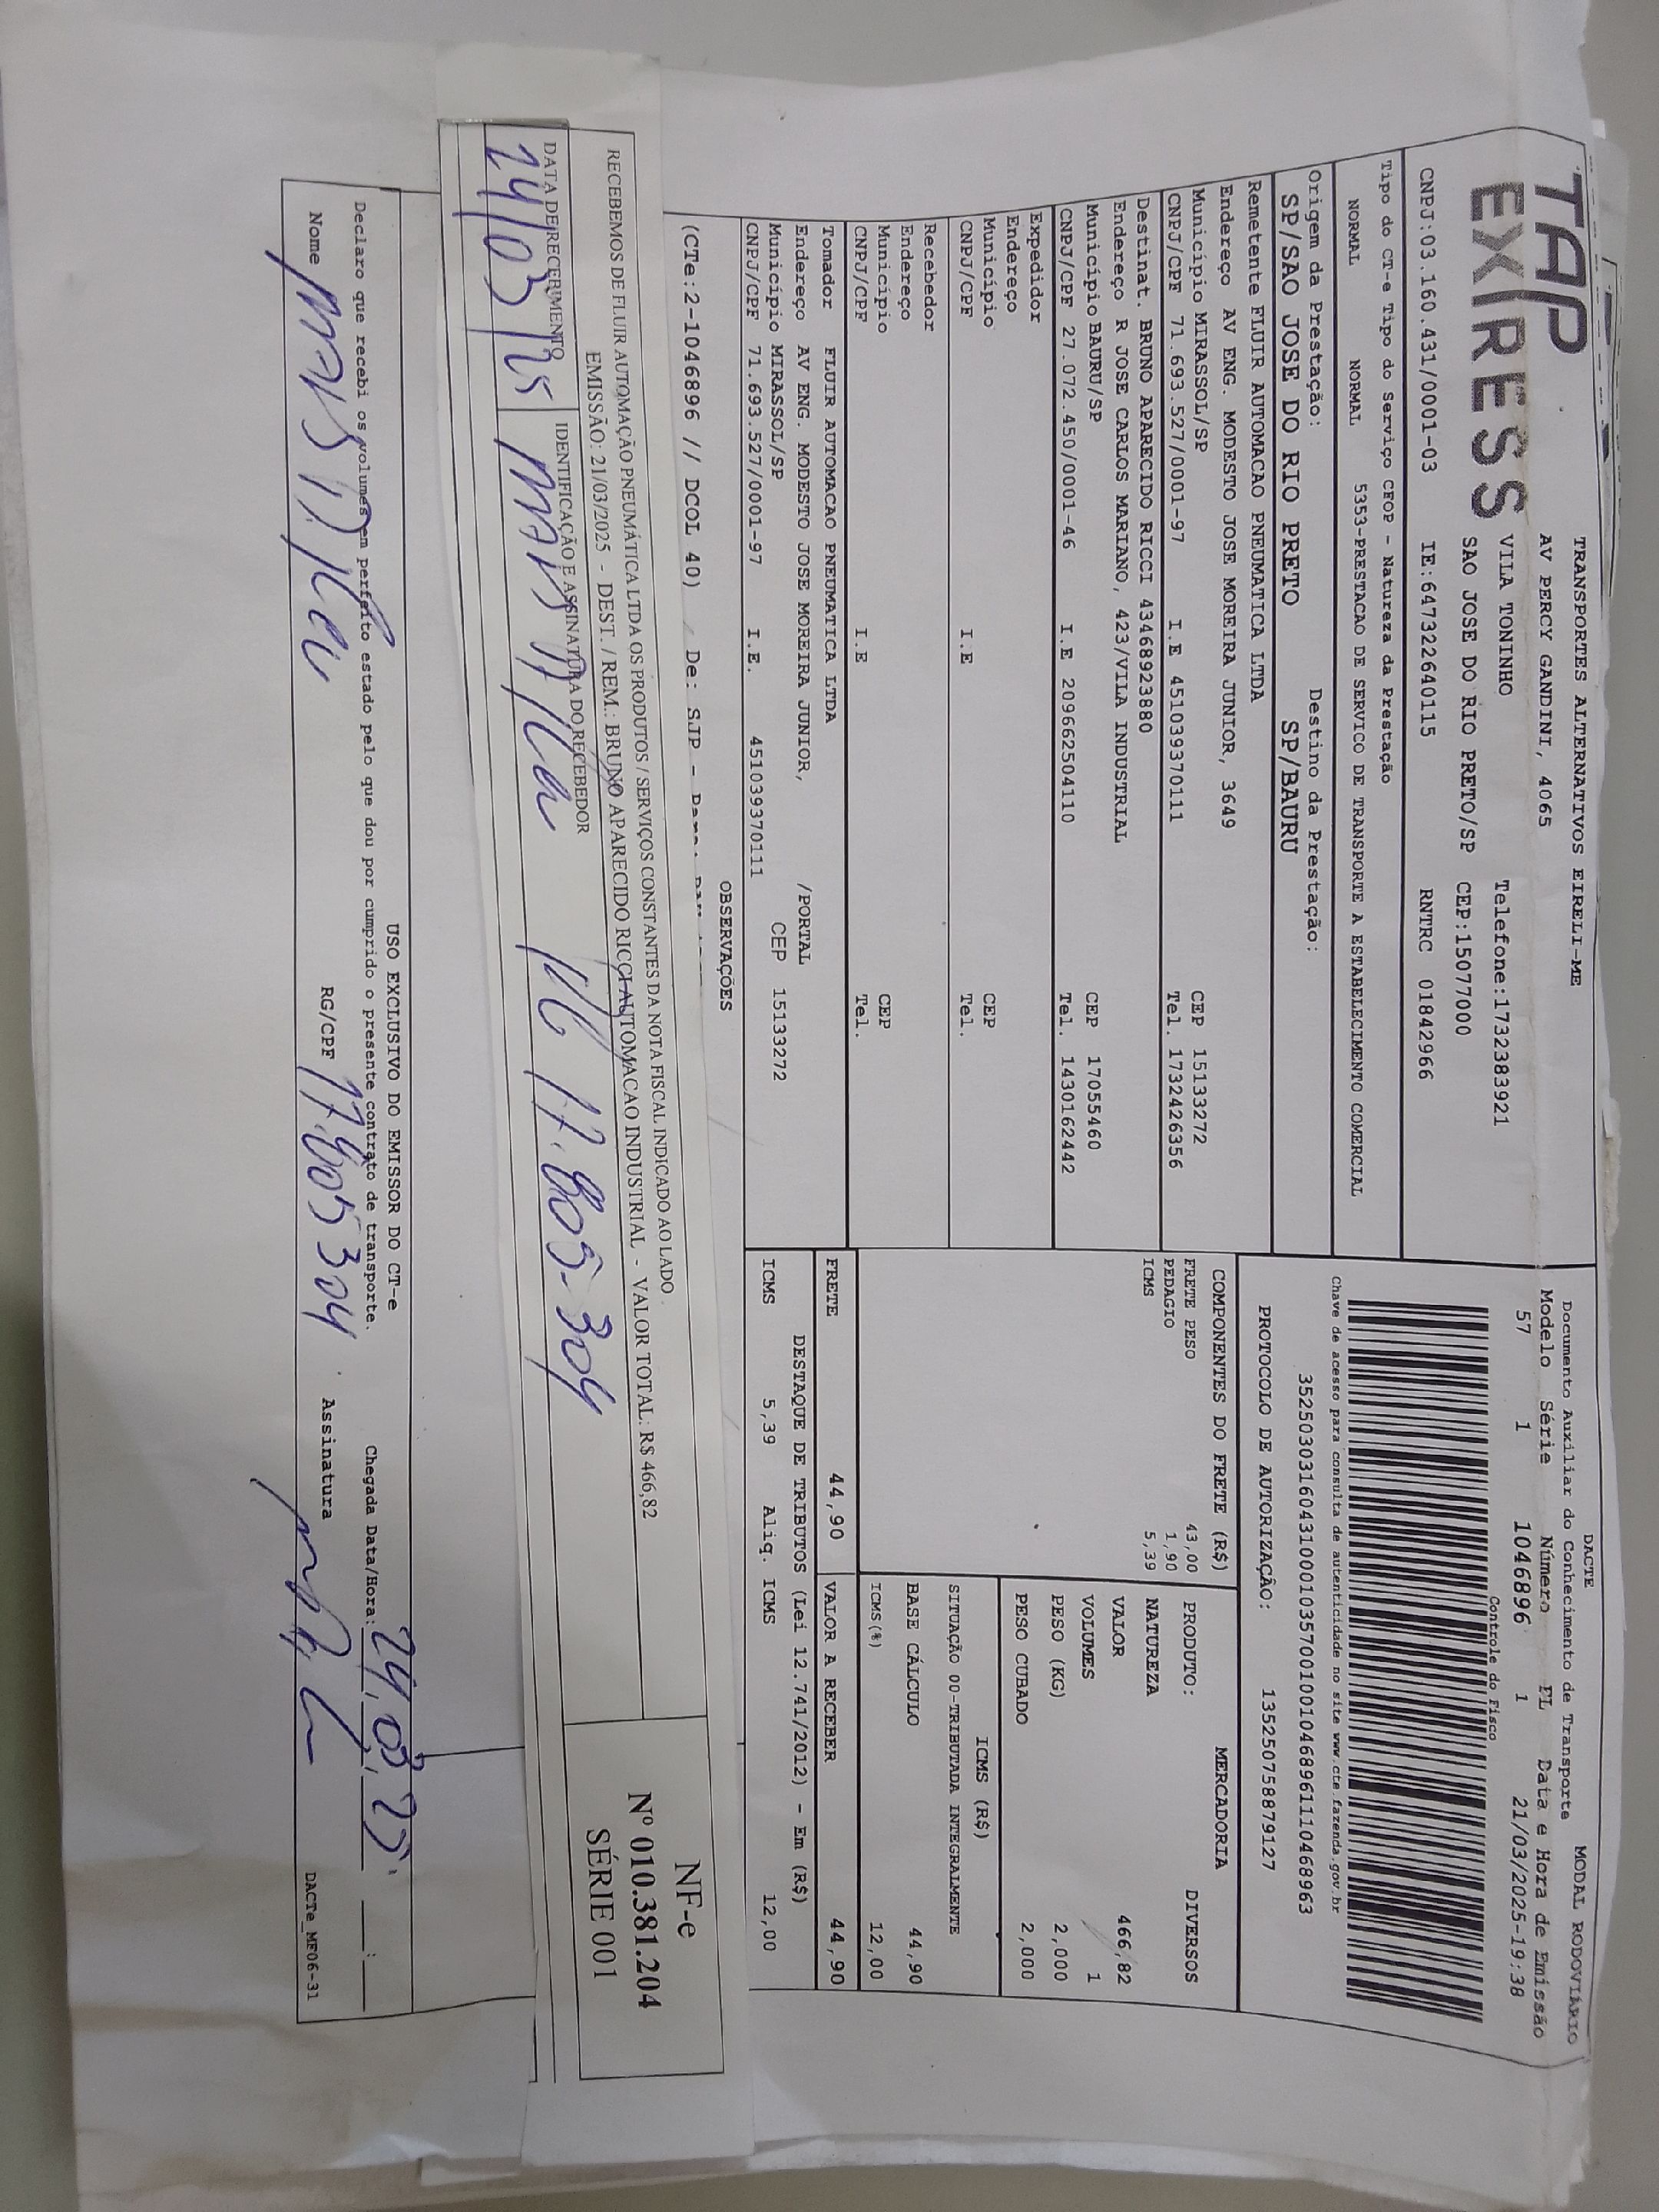 TAP
EXPRESS
TRANSPORTES ALTERNATIVOS EIRELI-ME
AV PERCY GANDINI, 4065
VILA TONINHO Telefone:1732383921
SAO JOSE DO RIO PRETO/SP CEP:15077000
CNPJ:03.160.431/0001-03 IE:647322640115 RNTRC 01842966
DACTE MODAL RODOVIÁRIO
Documento Auxiliar do Conhecimento de Transporte
Modelo Série Número FL Data e Hora de Emissão
57 1 1046896 1 21/03/2025-19:38
Controle do Fisco
Chave de acesso para consulta de autenticidade no site www.cte.fazenda.gov.br
35250303160431000103570010010468961110468963
PROTOCOLO DE AUTORIZAÇÃO: 135250758879127
Tipo do CT-e Tipo do Serviço CFOP - Natureza da Prestação
NORMAL NORMAL 5353-PRESTACAO DE SERVICO DE TRANSPORTE A ESTABELECIMENTO COMERCIAL
Origem da Prestação: Destino da Prestação:
SP/SAO JOSE DO RIO PRETO SP/BAURU
Remetente FLUIR AUTOMACAO PNEUMATICA LTDA
Endereço AV ENG. MODESTO JOSE MOREIRA JUNIOR, 3649
Município MIRASSOL/SP CEP 15133272
CNPJ/CPF 71.693.527/0001-97 I.E 451039370111 Tel. 1732426356
Destinat. BRUNO APARECIDO RICCI 43468923880
Endereço R JOSE CARLOS MARIANO, 423/VILA INDUSTRIAL
Município BAURU/SP CEP 17055460
CNPJ/CPF 27.072.450/0001-46 I.E 209662504110 Tel. 1430162442
Expedidor
Endereço
Município CEP
CNPJ/CPF I.E Tel.
Recebedor
Endereço
Município CEP
CNPJ/CPF I.E Tel.
Tomador FLUIR AUTOMACAO PNEUMATICA LTDA
Endereço AV ENG. MODESTO JOSE MOREIRA JUNIOR, /PORTAL
Município MIRASSOL/SP CEP 15133272
CNPJ/CPF 71.693.527/0001-97 I.E. 451039370111
COMPONENTES DO FRETE (R$)
FRETE PESO 43,00
PEDAGIO 1,90
ICMS 5,39
MERCADORIA
PRODUTO: DIVERSOS
NATUREZA
VALOR 466,82
VOLUMES 1
PESO (KG) 2,000
PESO CUBADO 2,000
ICMS (R$)
SITUAÇÃO 00-TRIBUTADA INTEGRALMENTE
BASE CÁLCULO 44,90
ICMS(%) 12,00
FRETE 44,90 VALOR A RECEBER 44,90
DESTAQUE DE TRIBUTOS (Lei 12.741/2012) - Em (R$)
ICMS 5,39 Aliq. ICMS 12,00
OBSERVAÇÕES
(CTe:2-1046896 // DCOL 40) De: SJP -
RECEBEMOS DE FLUIR AUTOMAÇÃO PNEUMÁTICA LTDA OS PRODUTOS / SERVIÇOS CONSTANTES DA NOTA FISCAL INDICADO AO LADO
EMISSÃO: 21/03/2025 - DEST. / REM.: BRUNO APARECIDO RICCI AUTOMACAO INDUSTRIAL - VALOR TOTAL: R$ 466,82
DATA DE RECEBIMENTO IDENTIFICAÇÃO E ASSINATURA DO RECEBEDOR
24/03/25 17.805-304
NF-e
Nº 010.381.204
SÉRIE 001
USO EXCLUSIVO DO EMISSOR DO CT-e
Declaro que recebi os volumes em perfeito estado pelo que dou por cumprido o presente contrato de transporte. Chegada Data/Hora: 24,03,25 __:__
Nome RG/CPF 17.805304 Assinatura
DACTe_MF06-31